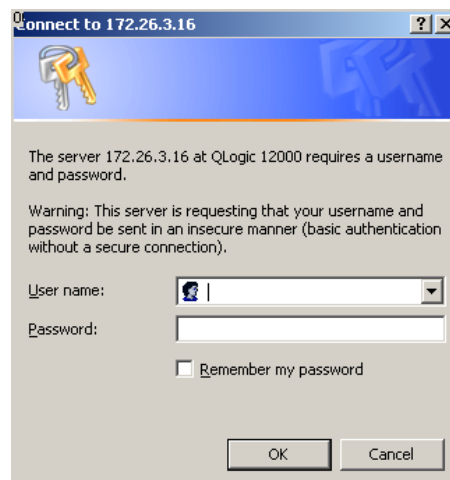 Connect to 172.26.3.16
The server 172.26.3.16 at QLogic 12000 requires a username
and password.
Warning: This server is requesting that your username and
password be sent in an insecure manner (basic authentication
without a secure connection).
User name:
Password:
Remember my password
OK Cancel